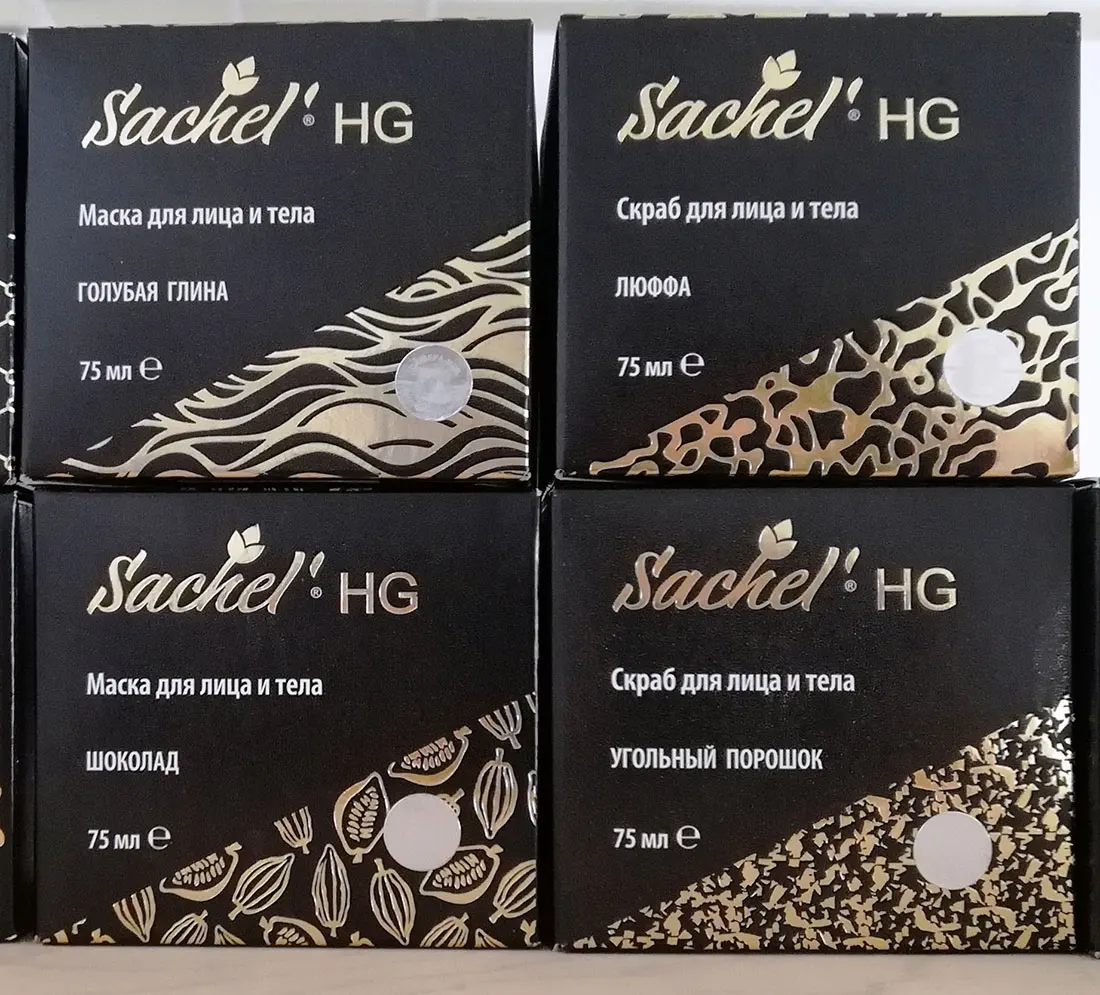 Sachel' ® HG
Маска для лица и тела
ГОЛУБАЯ ГЛИНА
75 мл ℮
Sachel' ® HG
Скраб для лица и тела
ЛЮФФА
75 мл ℮
Sachel' ® HG
Маска для лица и тела
ШОКОЛАД
75 мл ℮
Sachel' ® HG
Скраб для лица и тела
УГОЛЬНЫЙ ПОРОШОК
75 мл ℮